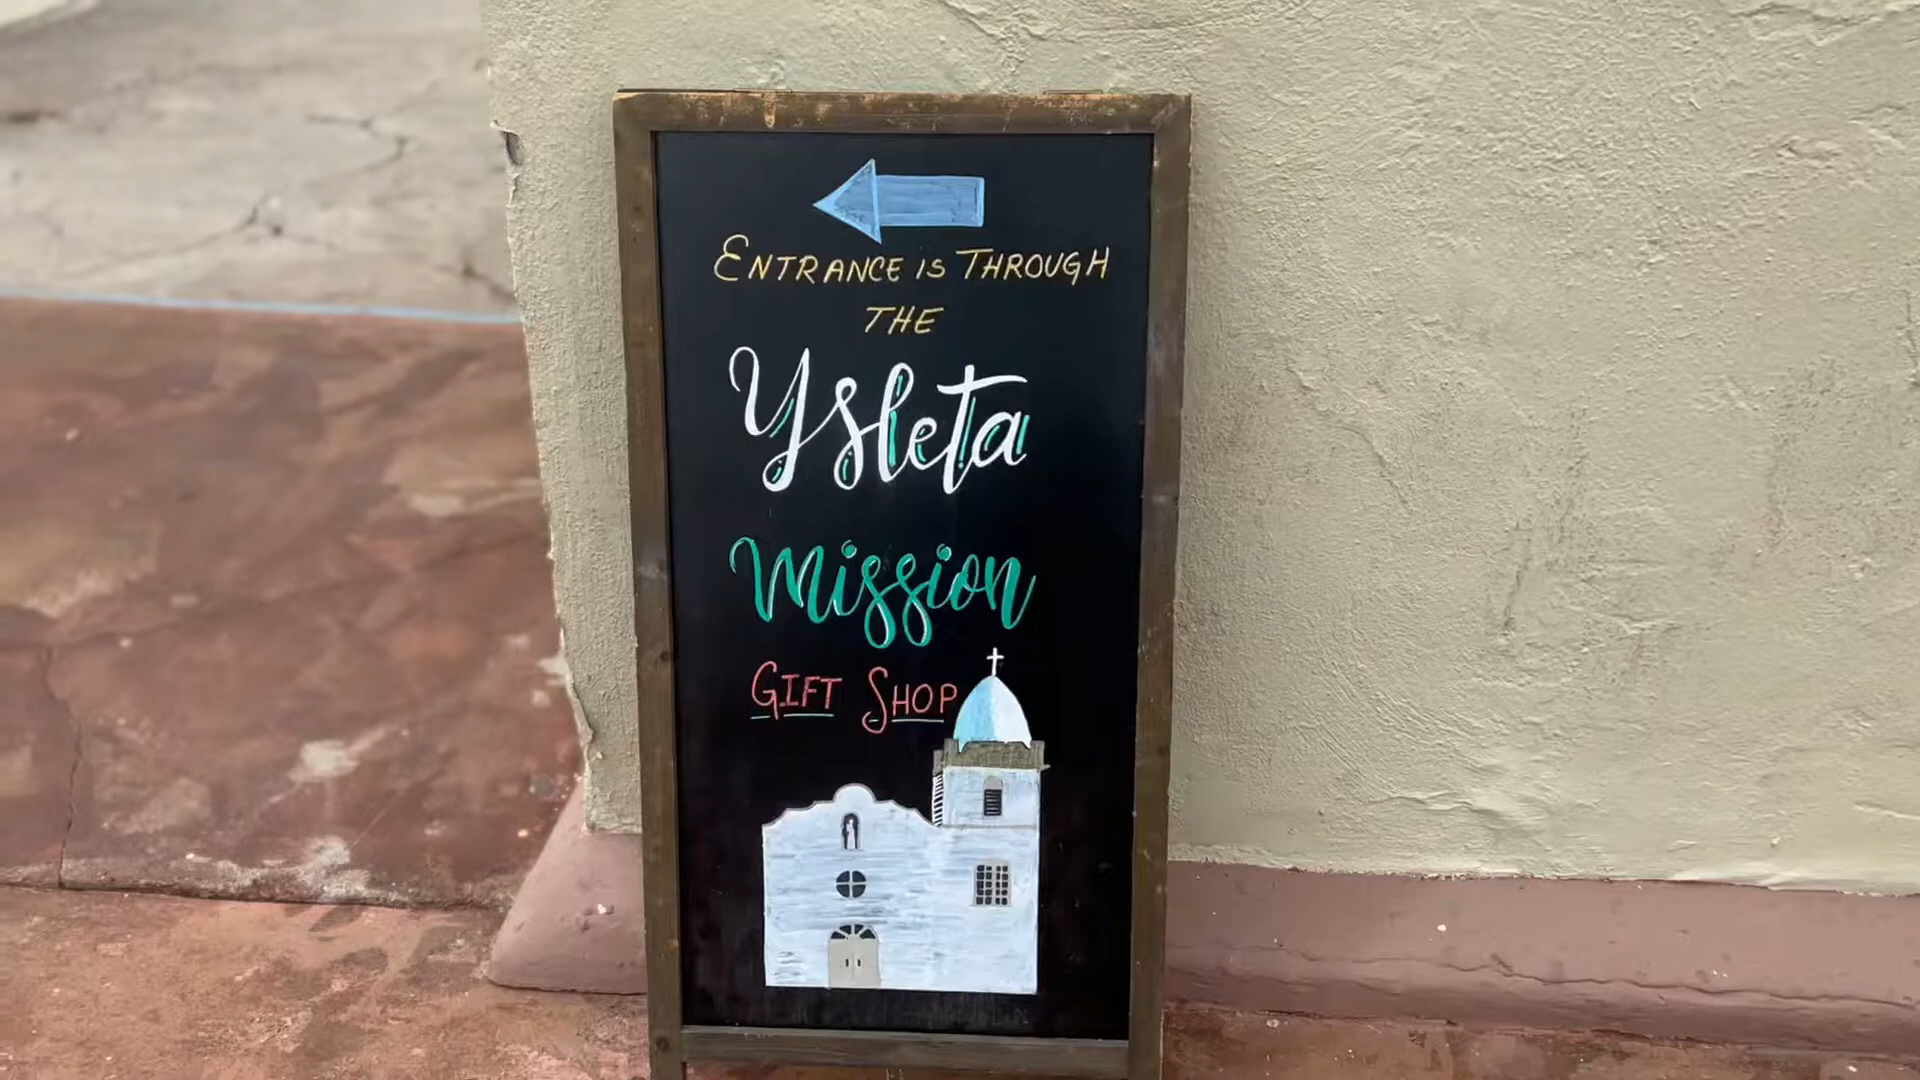 ENTRANCE IS THROUGH
THE
Ysleta
Mission
GIFT SHOP